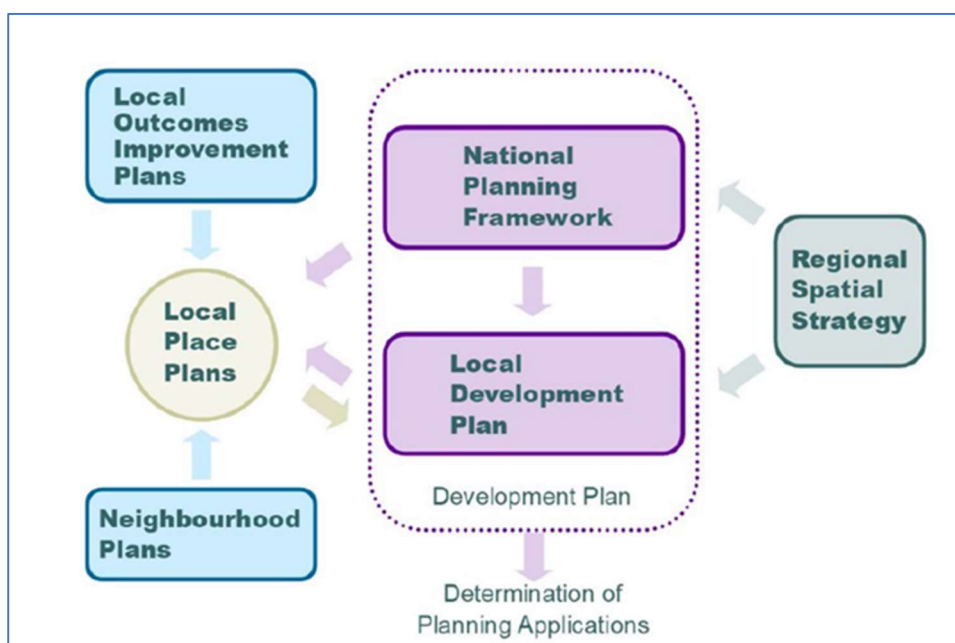 Local
Outcomes
Improvement
Plans
National
Planning
Framework
Regional
Spatial
Strategy
Local
Place
Plans
Local
Development
Plan
Neighbourhood
Plans
Development Plan
Determination of
Planning Applications